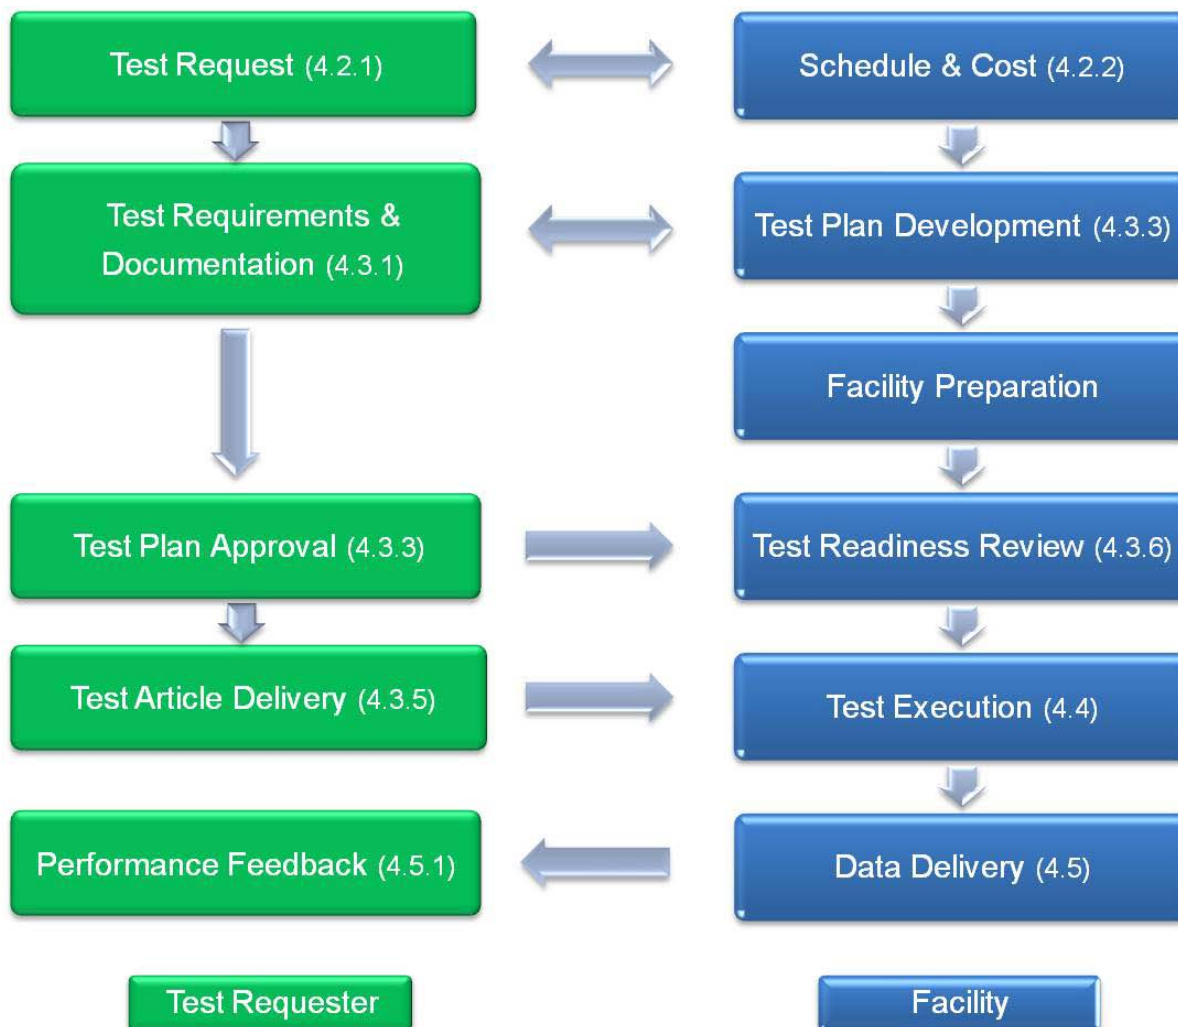 Test Request (4.2.1)
Schedule & Cost (4.2.2)
Test Requirements &
Documentation (4.3.1)
Test Plan Development (4.3.3)
Facility Preparation
Test Plan Approval (4.3.3)
Test Readiness Review (4.3.6)
Test Article Delivery (4.3.5)
Test Execution (4.4)
Performance Feedback (4.5.1)
Data Delivery (4.5)
Test Requester
Facility